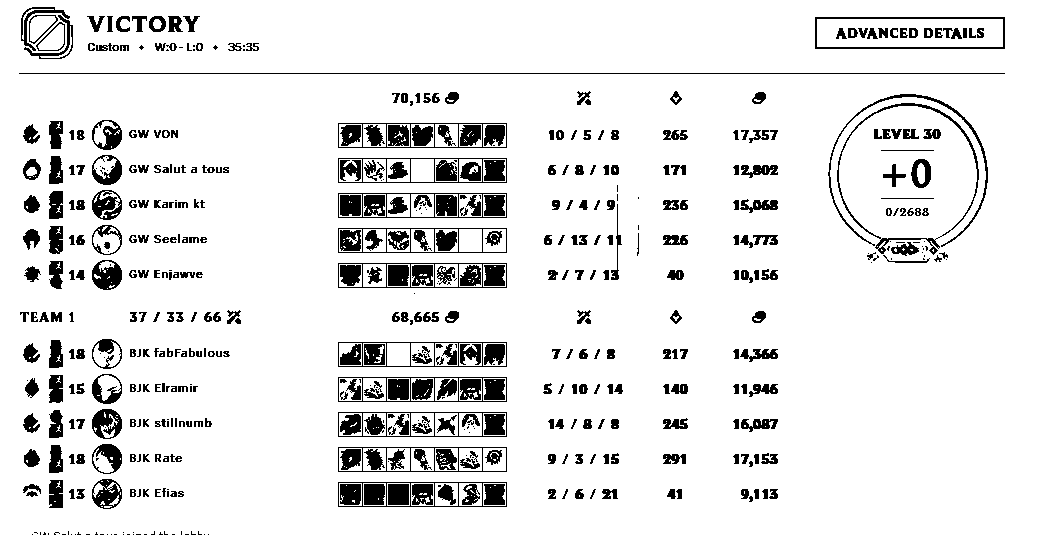 VICTORY
Custom • W:0 - L:0 • 35:35
ADVANCED DETAILS
70,156
18 GW VON 10 / 5 / 8 265 17,357
17 GW Salut a tous 6 / 8 / 10 171 12,802
18 GW Karim kt 9 / 4 / 9 236 15,068
16 GW Seelame 6 / 13 / 11 226 14,773
14 GW Enjawve 2 / 7 / 13 40 10,156
LEVEL 30
+0
0/2688
TEAM 1 37 / 33 / 66 68,665
18 BJK fabFabulous 7 / 6 / 8 217 14,366
15 BJK Elramir 5 / 10 / 14 140 11,946
17 BJK stillnumb 14 / 8 / 8 245 16,087
18 BJK Rate 9 / 3 / 15 291 17,153
13 BJK Efias 2 / 6 / 21 41 9,113
GW Salut a tous joined the lobby